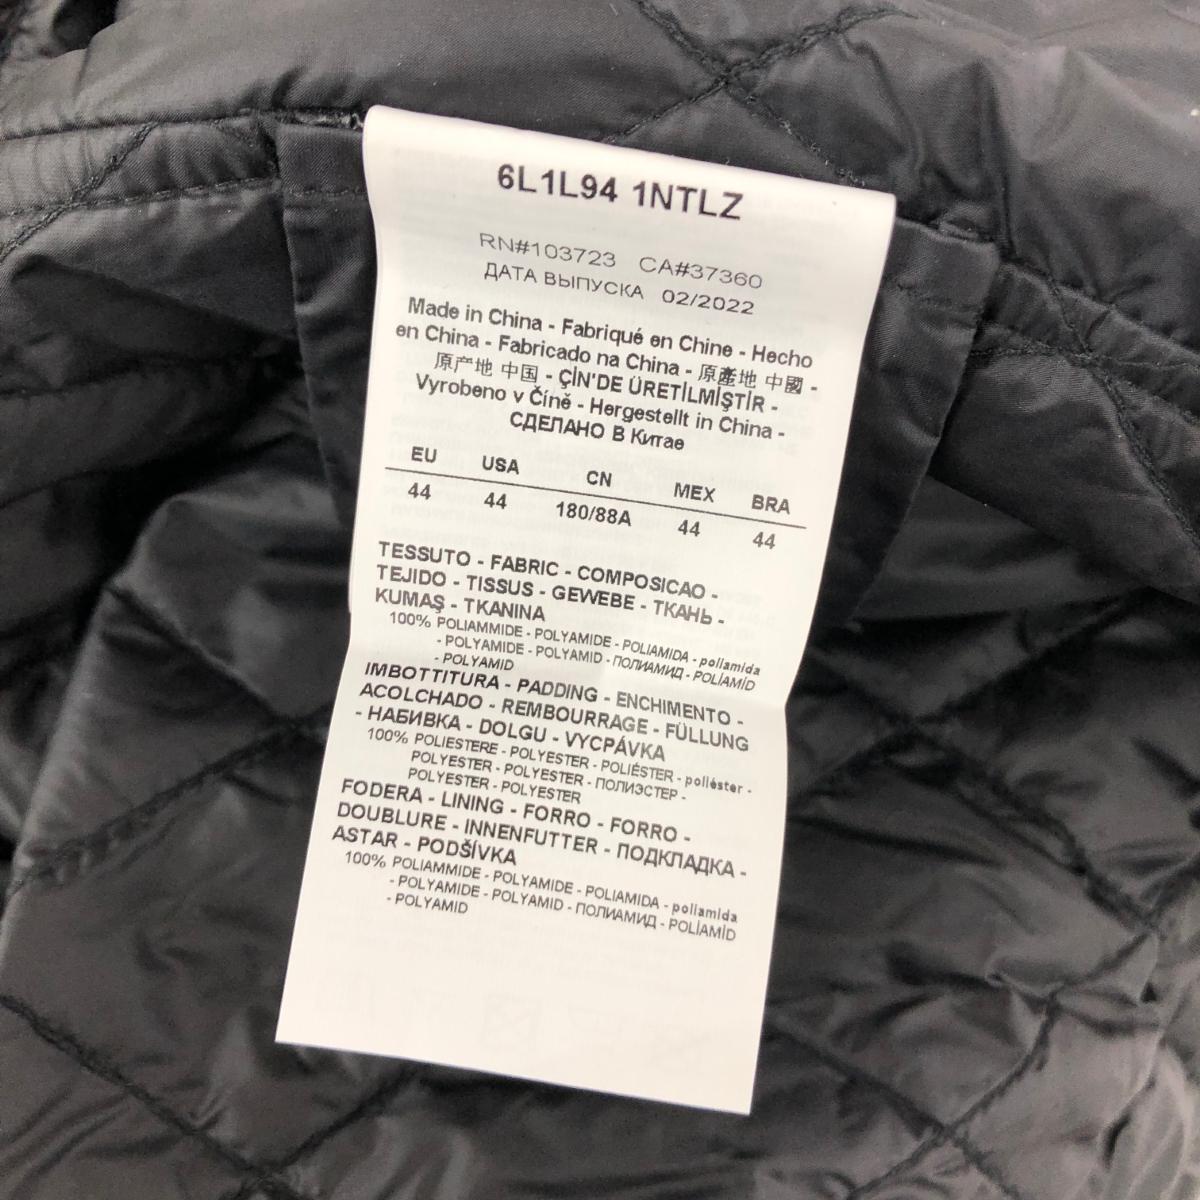 6L1L94 1NTLZ
RN#103723 CA#37360
ДАТА ВЫПУСКА 02/2022
Made in China - Fabriqué en Chine - Hecho
en China - Fabricado na China - 原產地 中國 -
原产地 中国 - ÇİN'DE ÜRETİLMİŞTİR -
Vyrobeno v Číně - Hergestellt in China -
СДЕЛАНО В Китае
EU USA CN MEX BRA
44 44 180/88A 44 44
TESSUTO - FABRIC - COMPOSICAO -
TEJIDO - TISSUS - GEWEBE - ТКАНЬ -
KUMAŞ - TKANINA
100% POLIAMMIDE - POLYAMIDE - POLIAMIDA - poliamida
- POLYAMIDE - POLYAMID - ПОЛИАМИД - POLİAMİD
- POLYAMID
IMBOTTITURA - PADDING - ENCHIMENTO -
ACOLCHADO - REMBOURRAGE - FÜLLUNG
- НАБИВКА - DOLGU - VYCPÁVKA
100% POLIESTERE - POLYESTER - POLIÉSTER - poliéster -
POLYESTER - POLYESTER - ПОЛИЭСТЕР -
POLYESTER - POLYESTER
FODERA - LINING - FORRO - FORRO -
DOUBLURE - INNENFUTTER - ПОДКЛАДКА -
ASTAR - PODŠÍVKA
100% POLIAMMIDE - POLYAMIDE - POLIAMIDA - poliamida
- POLYAMIDE - POLYAMID - ПОЛИАМИД - POLİAMİD
- POLYAMID